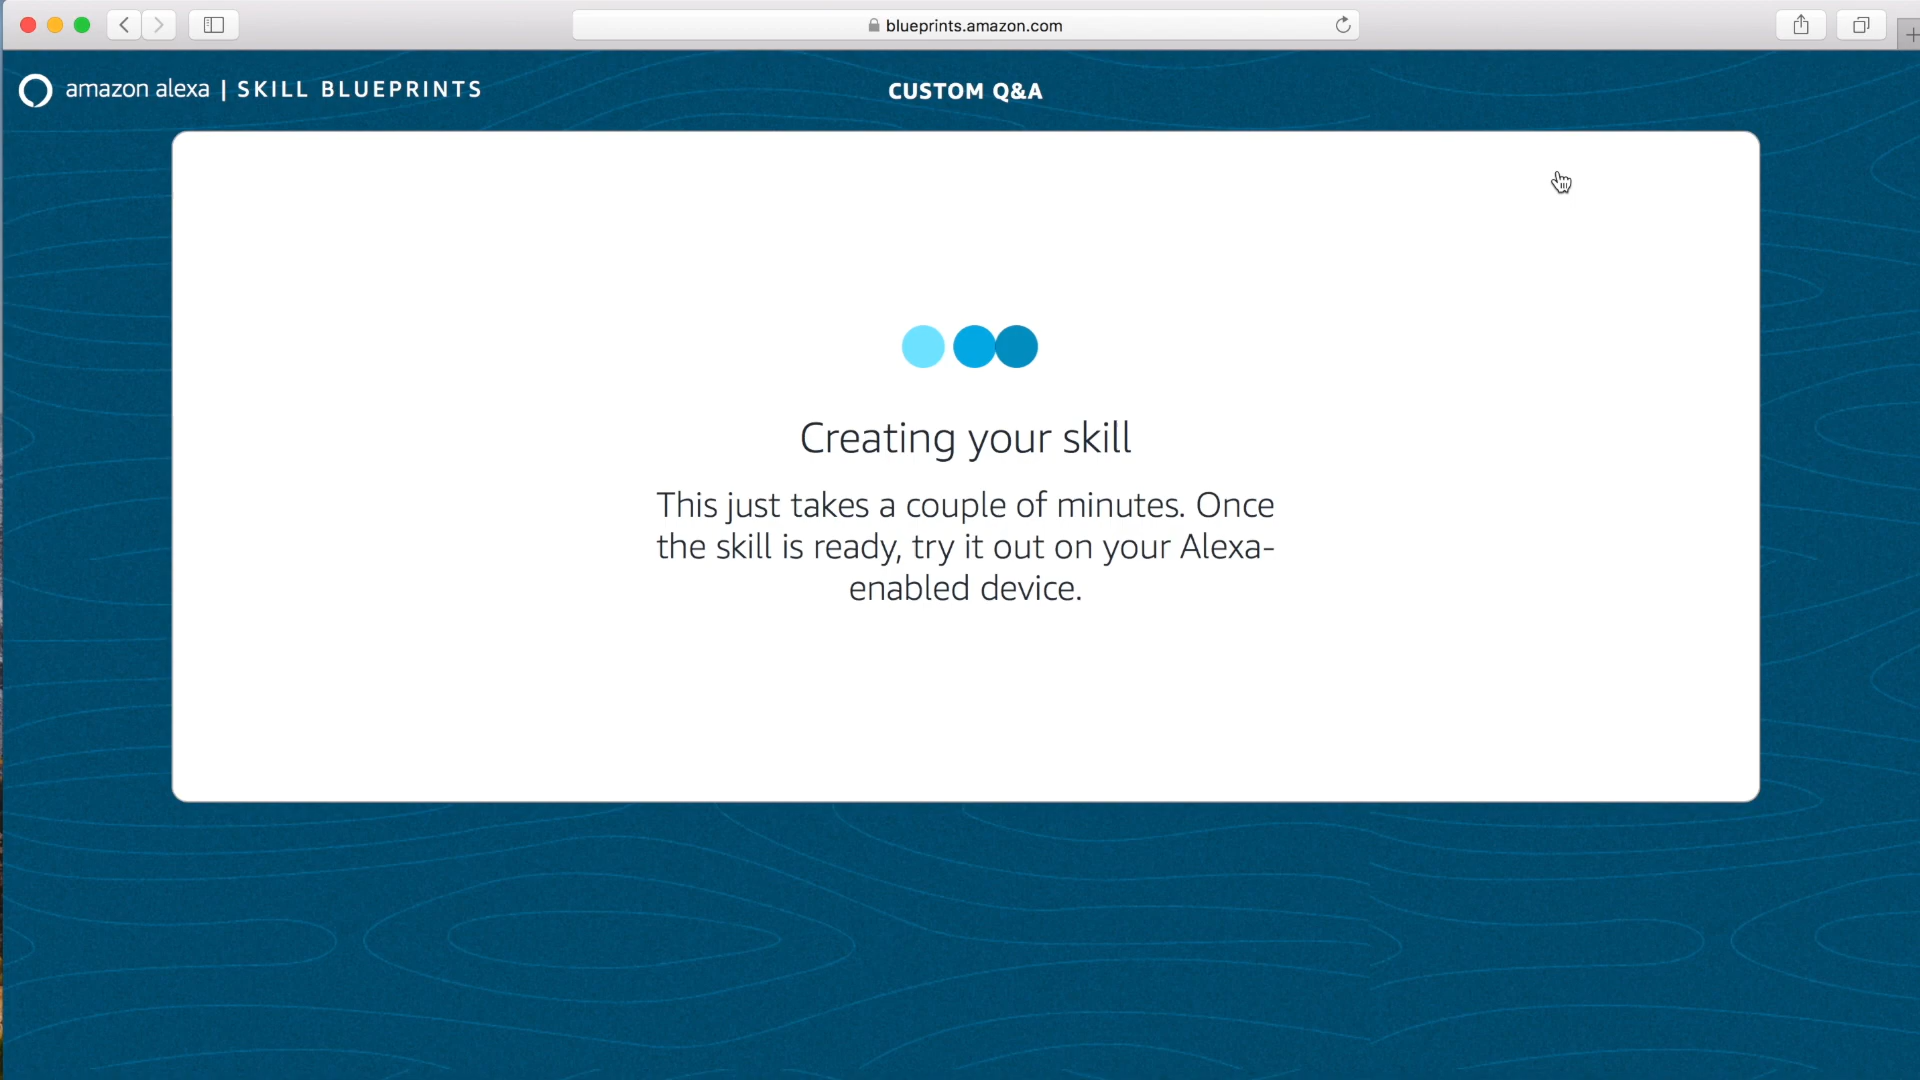 blueprints.amazon.com
amazon alexa | SKILL BLUEPRINTS
CUSTOM Q&A
Creating your skill
This just takes a couple of minutes. Once
the skill is ready, try it out on your Alexa-
enabled device.